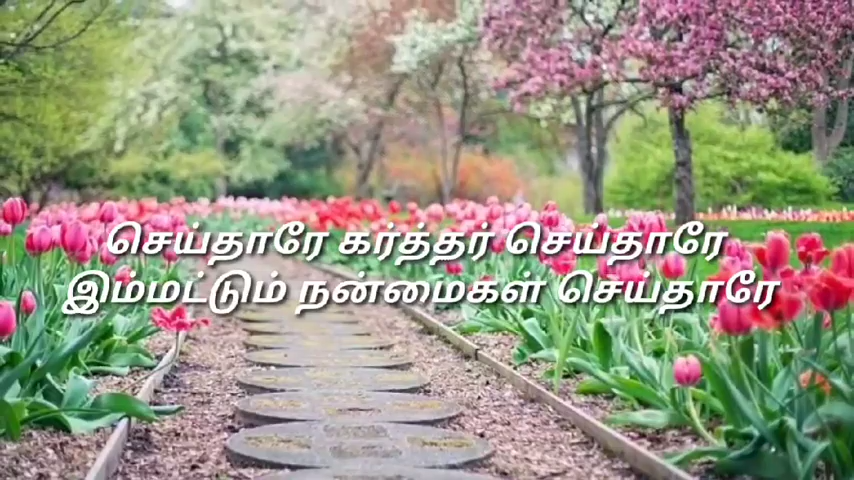 செய்தாரே கர்த்தர் செய்தாரே
இம்மட்டும் நன்மைகள் செய்தாரே